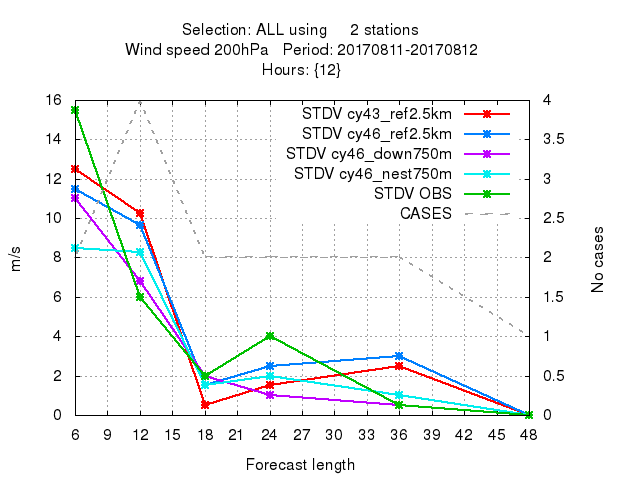 Selection: ALL using 2 stations
Wind speed 200hPa Period: 20170811-20170812
Hours: {12}
STDV cy43_ref2.5km
STDV cy46_ref2.5km
STDV cy46_down750m
STDV cy46_nest750m
STDV OBS
CASES
16
14
12
10
8
6
4
2
0
m/s
4
3.5
3
2.5
2
1.5
1
0.5
0
No cases
6 9 12 15 18 21 24 27 30 33 36 39 42 45 48
Forecast length